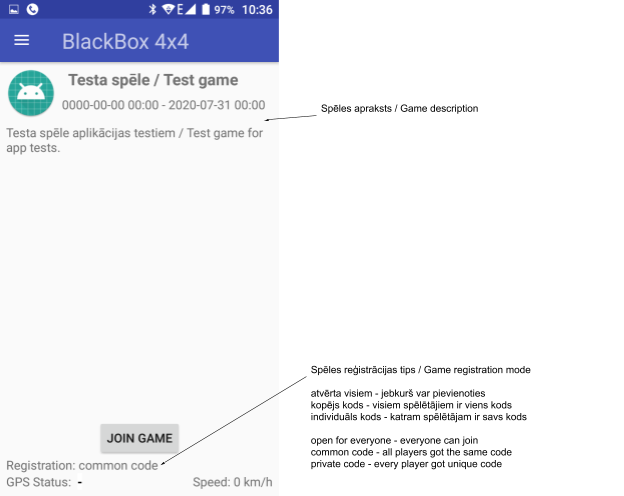 E 97% 10:36
BlackBox 4x4
Testa spēle / Test game
0000-00-00 00:00 - 2020-07-31 00:00
Testa spēle aplikācijas testiem / Test game for
app tests.
Spēles apraksts / Game description
Spēles reģistrācijas tips / Game registration mode
atvērta visiem - jebkurš var pievienoties
kopējs kods - visiem spēlētājiem ir viens kods
individuāls kods - katram spēlētājam ir savs kods
open for everyone - everyone can join
common code - all players got the same code
private code - every player got unique code
JOIN GAME
Registration: common code
GPS Status: - Speed: 0 km/h